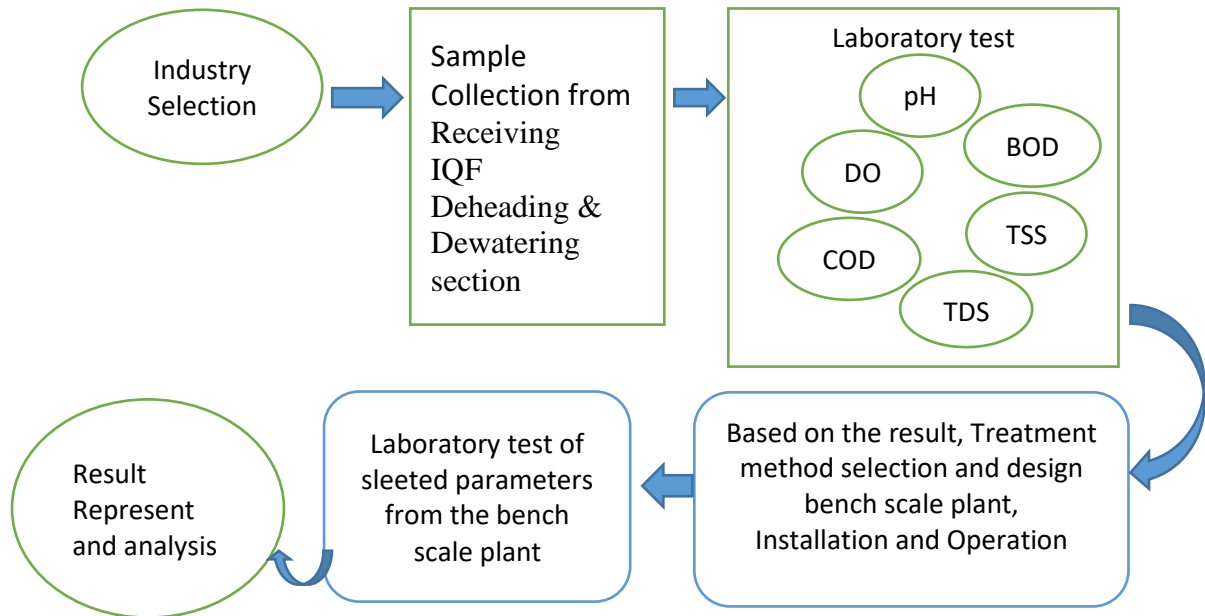 Industry
Selection
Sample
Collection from
Receiving
IQF
Deheading &
Dewatering
section
Laboratory test
pH
BOD
DO
TSS
COD
TDS
Based on the result, Treatment
method selection and design
bench scale plant,
Installation and Operation
Laboratory test of
sleeted parameters
from the bench
scale plant
Result
Represent
and analysis